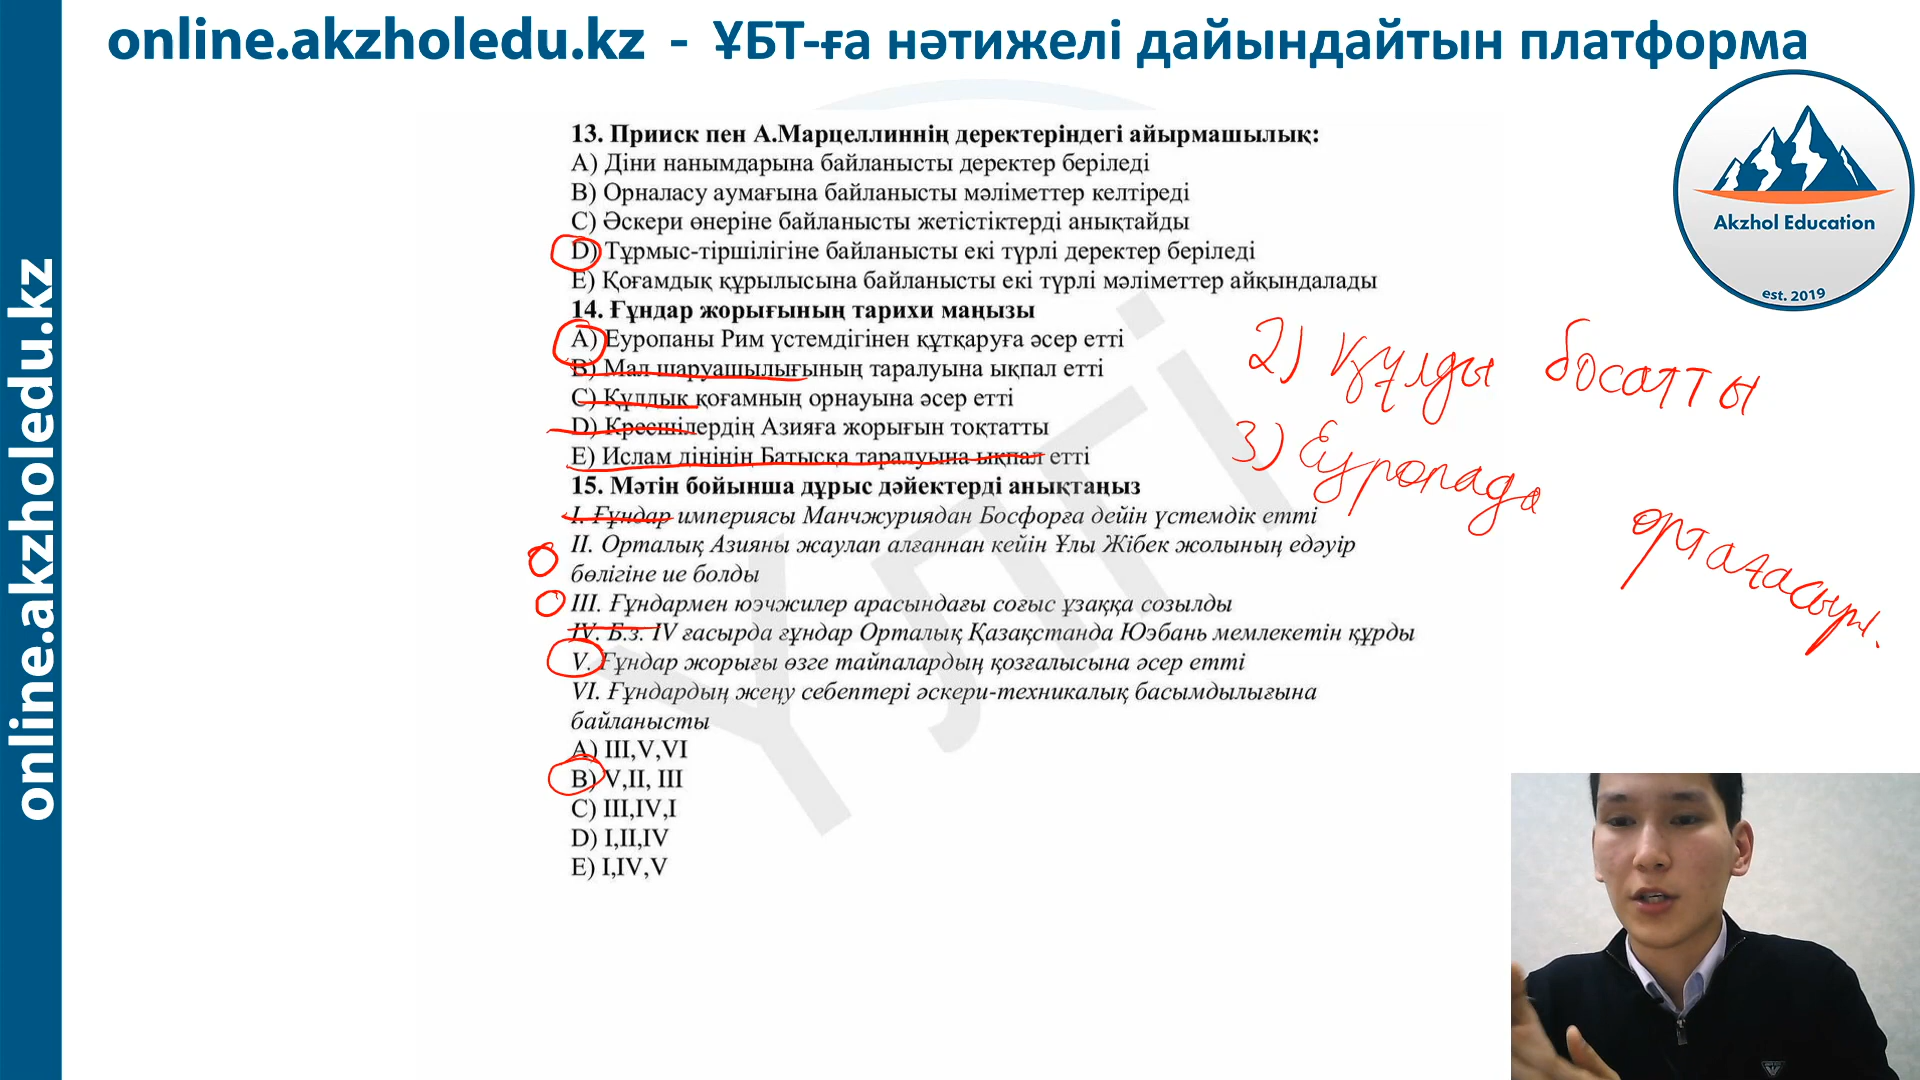 online.akzholedu.kz - ҰБТ-ға нәтижелі дайындайтын платформа
online.akzholedu.kz
Akzhol Education
est. 2019
13. Прииск пен А.Марцеллиннің деректеріндегі айырмашылық:
A) Діни нанымдарына байланысты деректер беріледі
B) Орналасу аумағына байланысты мәліметтер келтіреді
C) Әскери өнеріне байланысты жетістіктерді анықтайды
D) Тұрмыс-тіршілігіне байланысты екі түрлі деректер беріледі
E) Қоғамдық құрылысына байланысты екі түрлі мәліметтер айқындалады
14. Ғұндар жорығының тарихи маңызы
A) Еуропаны Рим үстемдігінен құтқаруға әсер етті
B) Мал шаруашылығының таралуына ықпал етті
C) Құлдық қоғамның орнауына әсер етті
D) Кресшілердің Азияға жорығын тоқтатты
E) Ислам дінінің Батысқа таралуына ықпал етті
15. Мәтін бойынша дұрыс дәйектерді анықтаңыз
I. Ғұндар империясы Манчжуриядан Босфорға дейін үстемдік етті
II. Орталық Азияны жаулап алғаннан кейін Ұлы Жібек жолының едәуір
бөлігіне ие болды
III. Ғұндармен юэчжилер арасындағы соғыс ұзаққа созылды
IV. Б.з. IV ғасырда ғұндар Орталық Қазақстанда Юэбань мемлекетін құрды
V. Ғұндар жорығы өзге тайпалардың қозғалысына әсер етті
VI. Ғұндардың жеңу себептері әскери-техникалық басымдылығына
байланысты
A) III,V,VI
B) V,II, III
C) III,IV,I
D) I,II,IV
E) I,IV,V
2) Құлды босатты
3) Еуропада ортағасыр.
ҮЛГІ